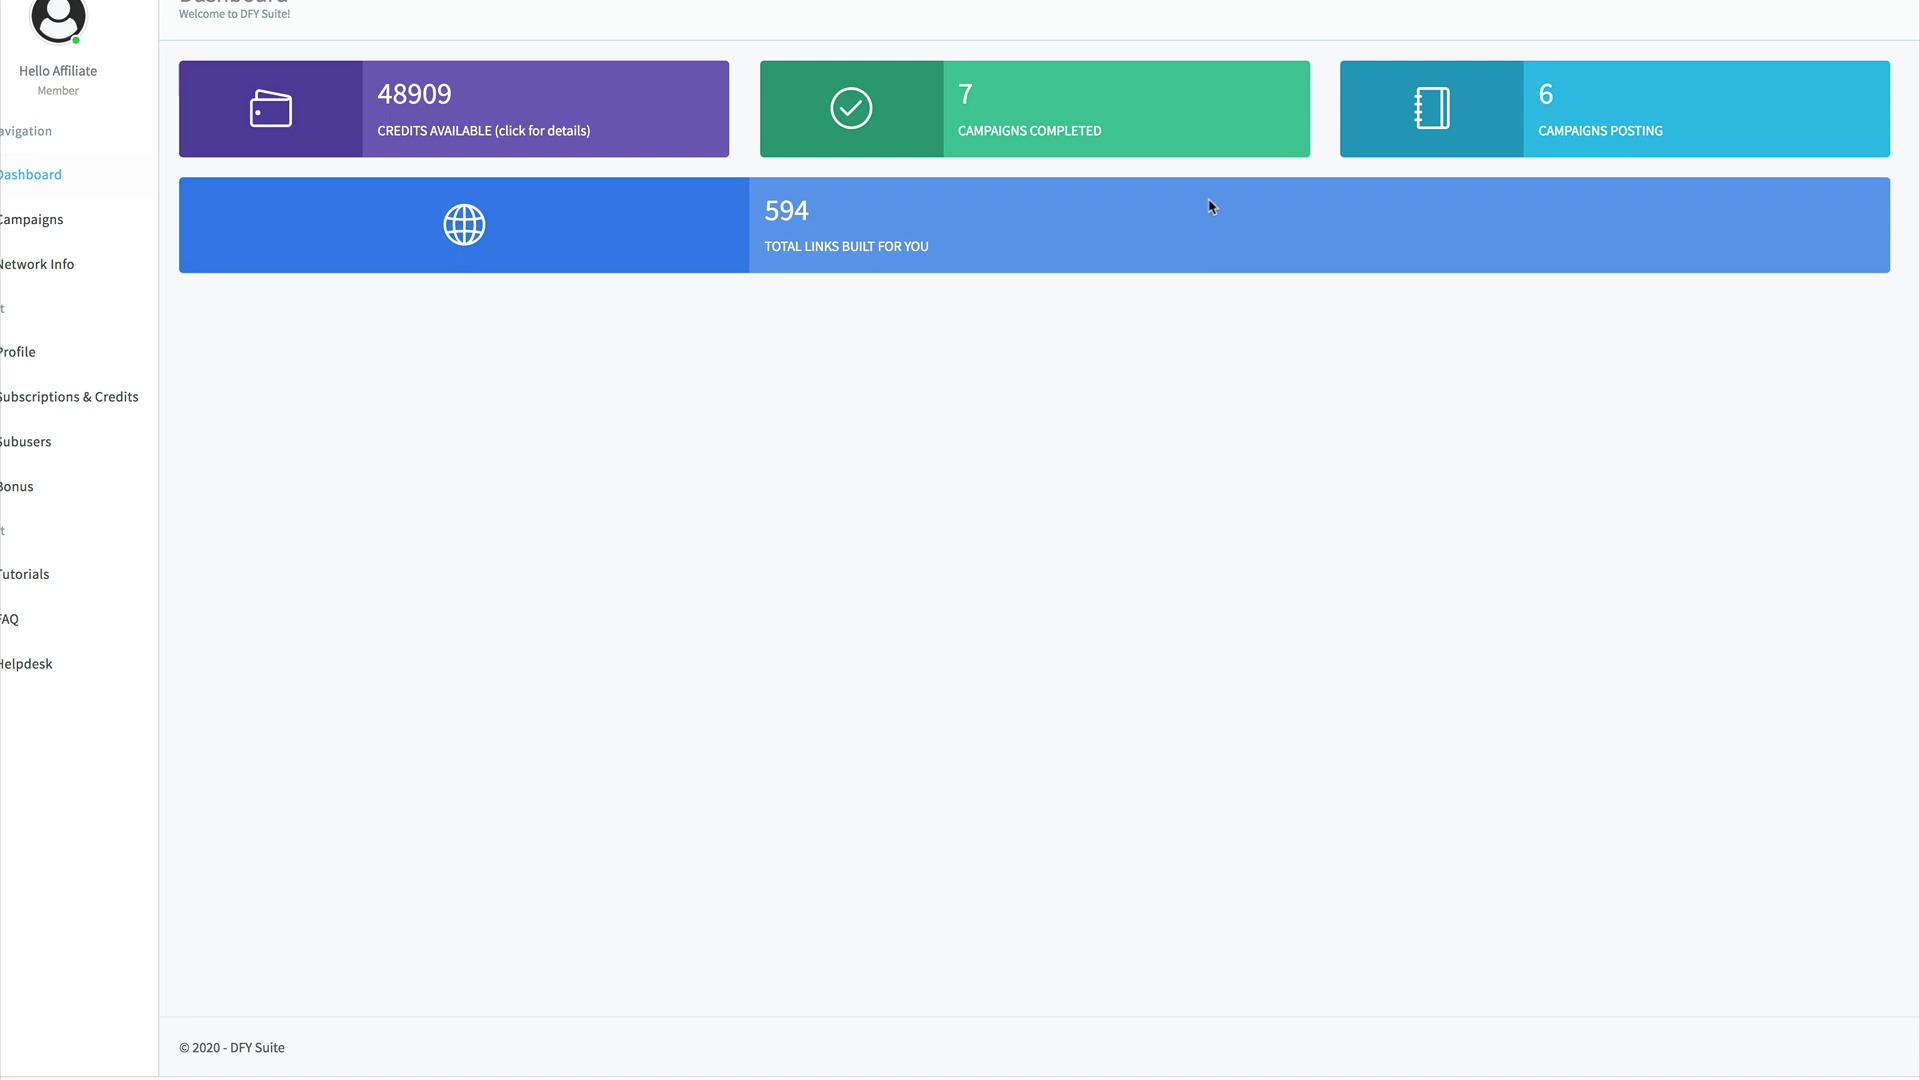 Dashboard
Welcome to DFY Suite!
Hello Affiliate
Member
avigation
Dashboard
Campaigns
Network Info
t
Profile
Subscriptions & Credits
Subusers
Bonus
t
Tutorials
FAQ
Helpdesk
48909
CREDITS AVAILABLE (click for details)
7
CAMPAIGNS COMPLETED
6
CAMPAIGNS POSTING
594
TOTAL LINKS BUILT FOR YOU
© 2020 - DFY Suite